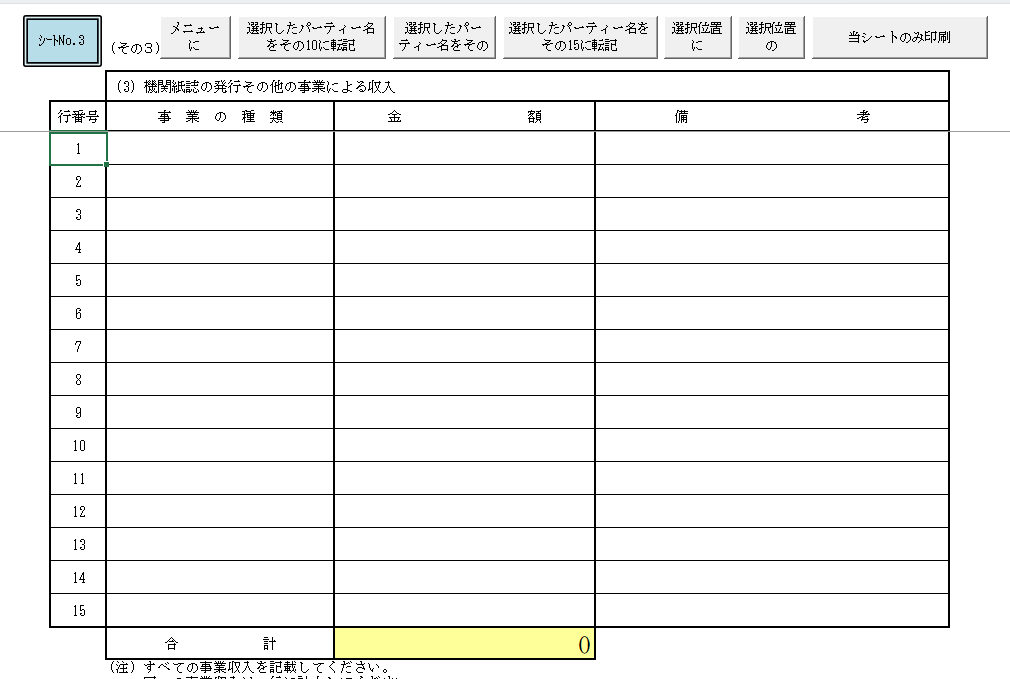 ｼｰﾄNo.3
(その3)
メニュー
に
選択したパーティー名
をその10に転記
選択したパー
ティー名をその
選択したパーティー名を
その15に転記
選択位置
に
選択位置
の
当シートのみ印刷
(3) 機関紙誌の発行その他の事業による収入
行番号 事業の種類 金額 備考
1
2
3
4
5
6
7
8
9
10
11
12
13
14
15
合計 0
(注) すべての事業収入を記載してください。